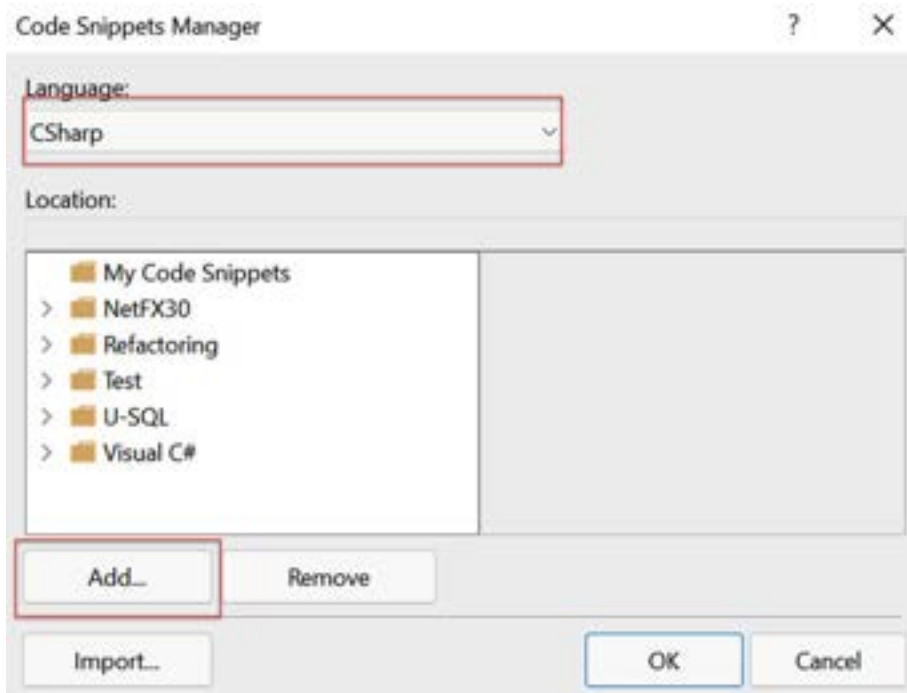 Code Snippets Manager ?
Language:
CSharp
Location:
My Code Snippets
NetFX30
Refactoring
Test
U-SQL
Visual C#
Add... Remove
Import... OK Cancel